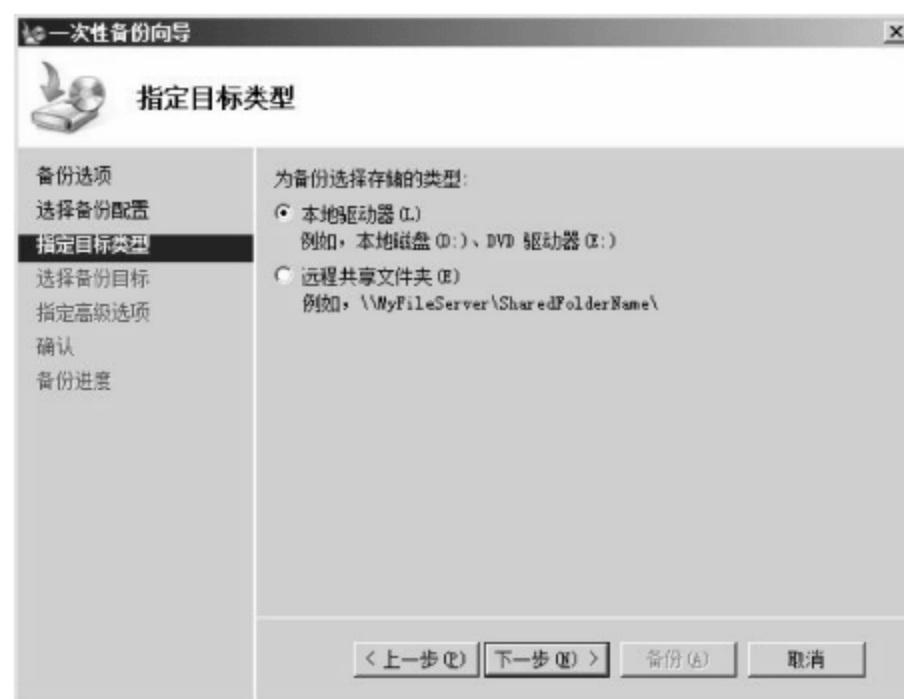 一次性备份向导
指定目标类型
备份选项
选择备份配置
指定目标类型
选择备份目标
指定高级选项
确认
备份进度
为备份选择存储的类型:
本地驱动器(L)
例如，本地磁盘(D:)、DVD 驱动器(E:)
远程共享文件夹(E)
例如，\\MyFileServer\SharedFolderName\
<上一步(P) 下一步(N)> 备份(A) 取消